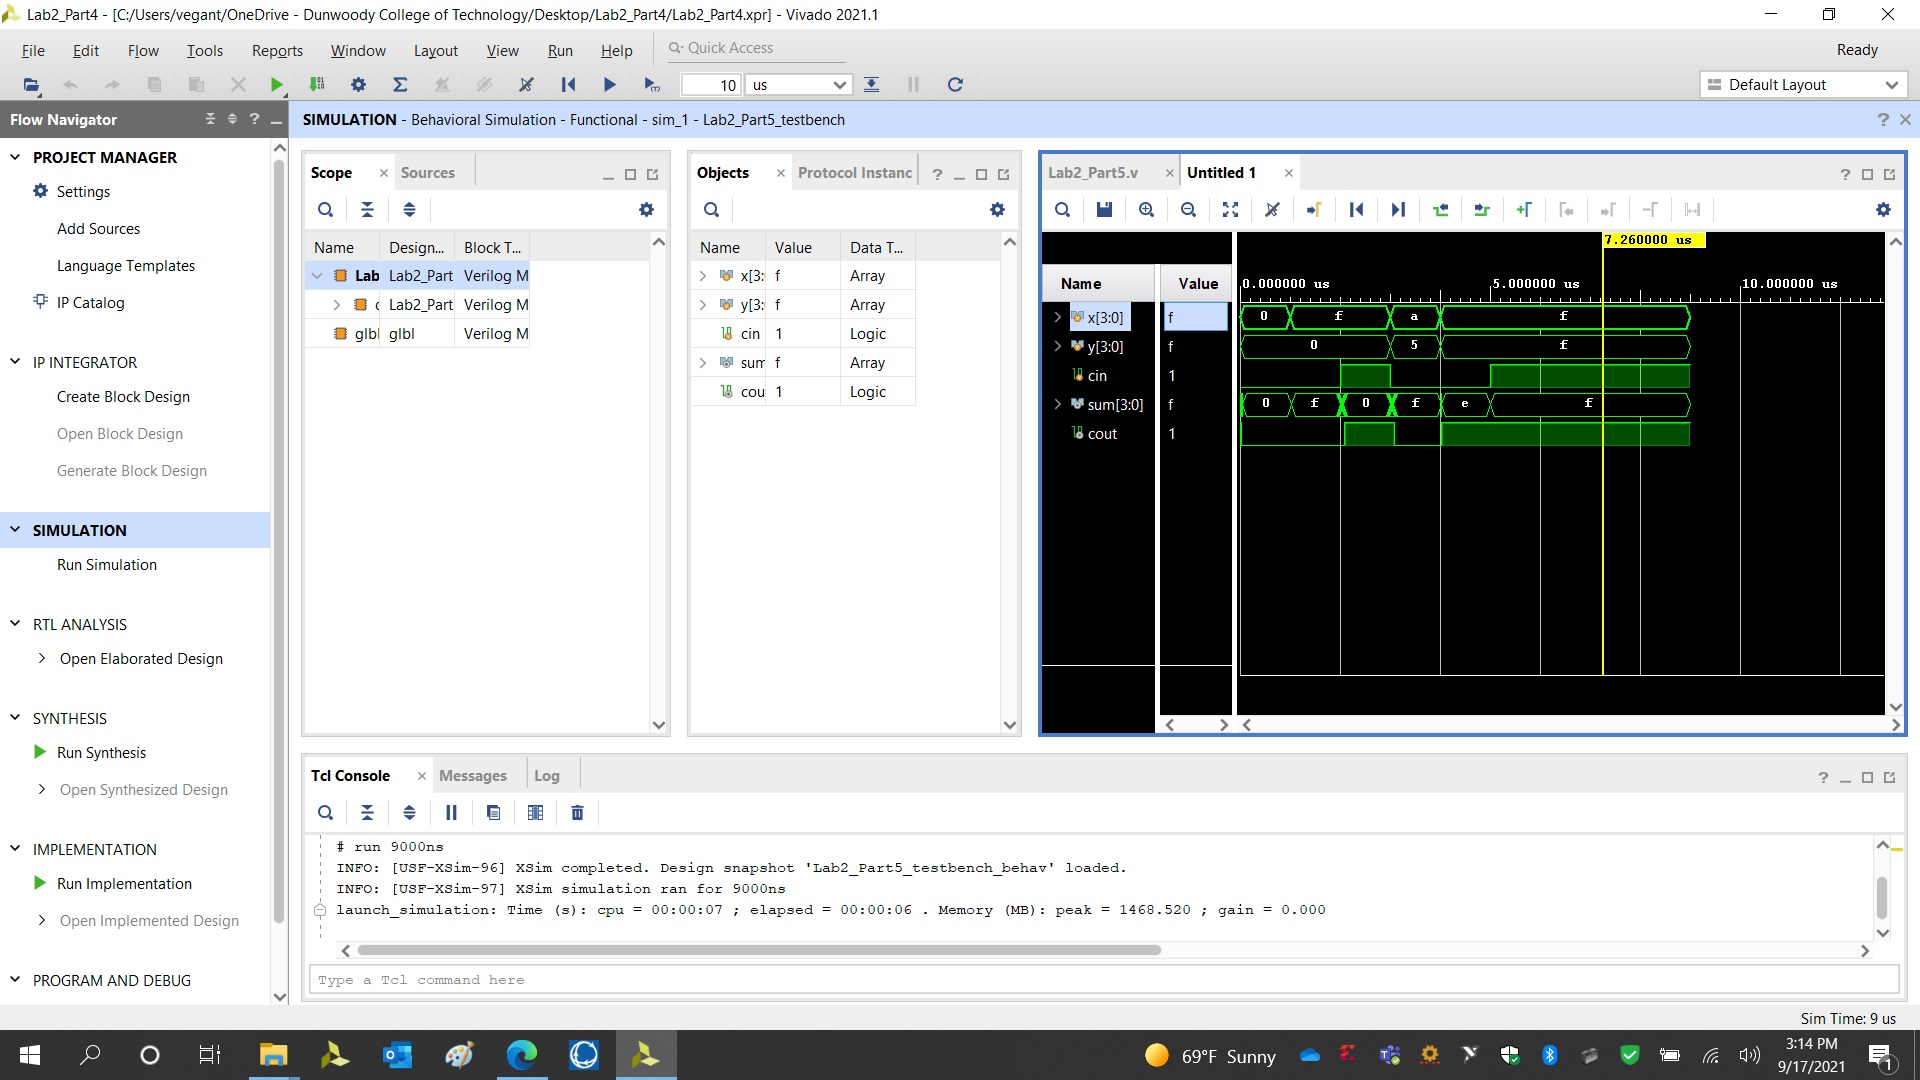 Lab2_Part4 - [C:/Users/vegant/OneDrive - Dunwoody College of Technology/Desktop/Lab2_Part4/Lab2_Part4.xpr] - Vivado 2021.1
File Edit Flow Tools Reports Window Layout View Run Help Quick Access Ready
10 us Default Layout
Flow Navigator
SIMULATION - Behavioral Simulation - Functional - sim_1 - Lab2_Part5_testbench
PROJECT MANAGER
Settings
Add Sources
Language Templates
IP Catalog
IP INTEGRATOR
Create Block Design
Open Block Design
Generate Block Design
SIMULATION
Run Simulation
RTL ANALYSIS
Open Elaborated Design
SYNTHESIS
Run Synthesis
Open Synthesized Design
IMPLEMENTATION
Run Implementation
Open Implemented Design
PROGRAM AND DEBUG
Scope Sources
Name Design... Block T...
Lab Lab2_Part Verilog M
Lab2_Part Verilog M
glbl glbl Verilog M
Objects Protocol Instanc
Name Value Data T...
x[3: f Array
y[3: f Array
cin 1 Logic
sum f Array
cou 1 Logic
Lab2_Part5.v Untitled 1
7.260000 us
Name Value 0.000000 us 5.000000 us 10.000000 us
x[3:0] f 0 f a f
y[3:0] f 0 5 f
cin 1
sum[3:0] f 0 f 0 f e f
cout 1
Tcl Console Messages Log
# run 9000ns
INFO: [USF-XSim-96] XSim completed. Design snapshot 'Lab2_Part5_testbench_behav' loaded.
INFO: [USF-XSim-97] XSim simulation ran for 9000ns
launch_simulation: Time (s): cpu = 00:00:07 ; elapsed = 00:00:06 . Memory (MB): peak = 1468.520 ; gain = 0.000
Type a Tcl command here
Sim Time: 9 us
69°F Sunny
3:14 PM
9/17/2021
1